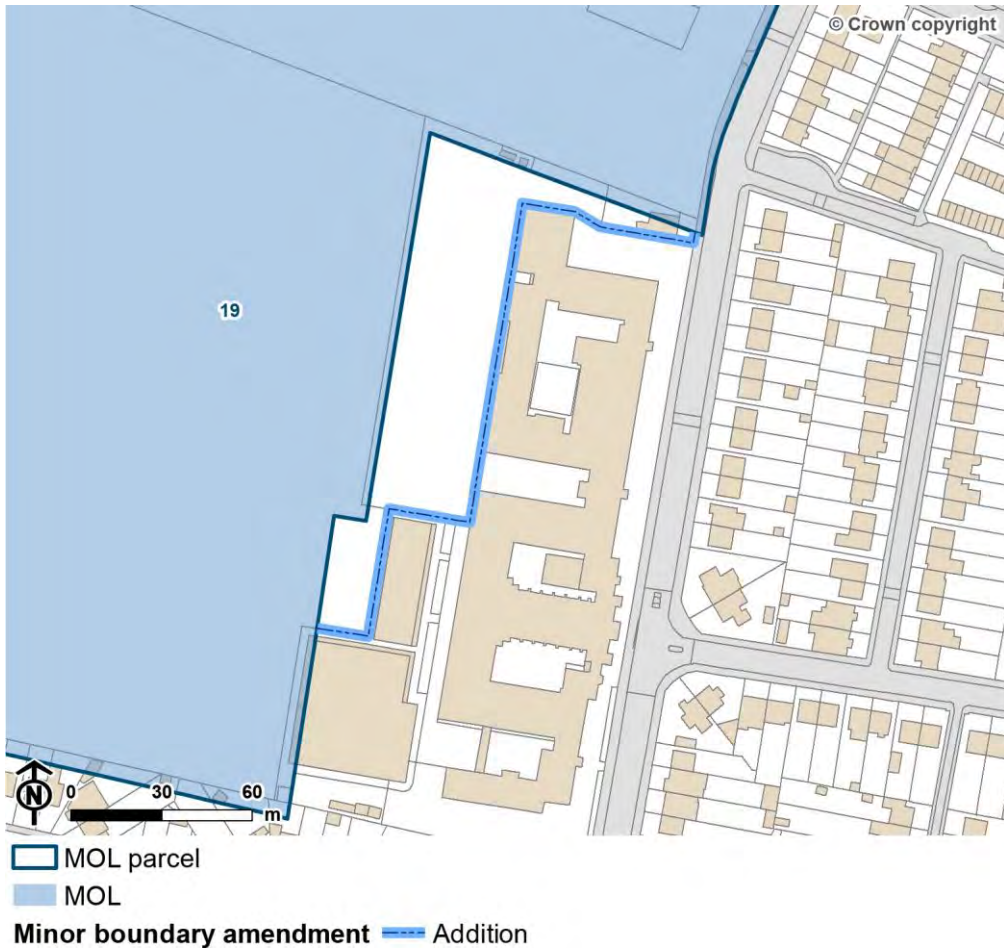 © Crown copyright
19
N
0 30 60
m
MOL parcel
MOL
Minor boundary amendment Addition